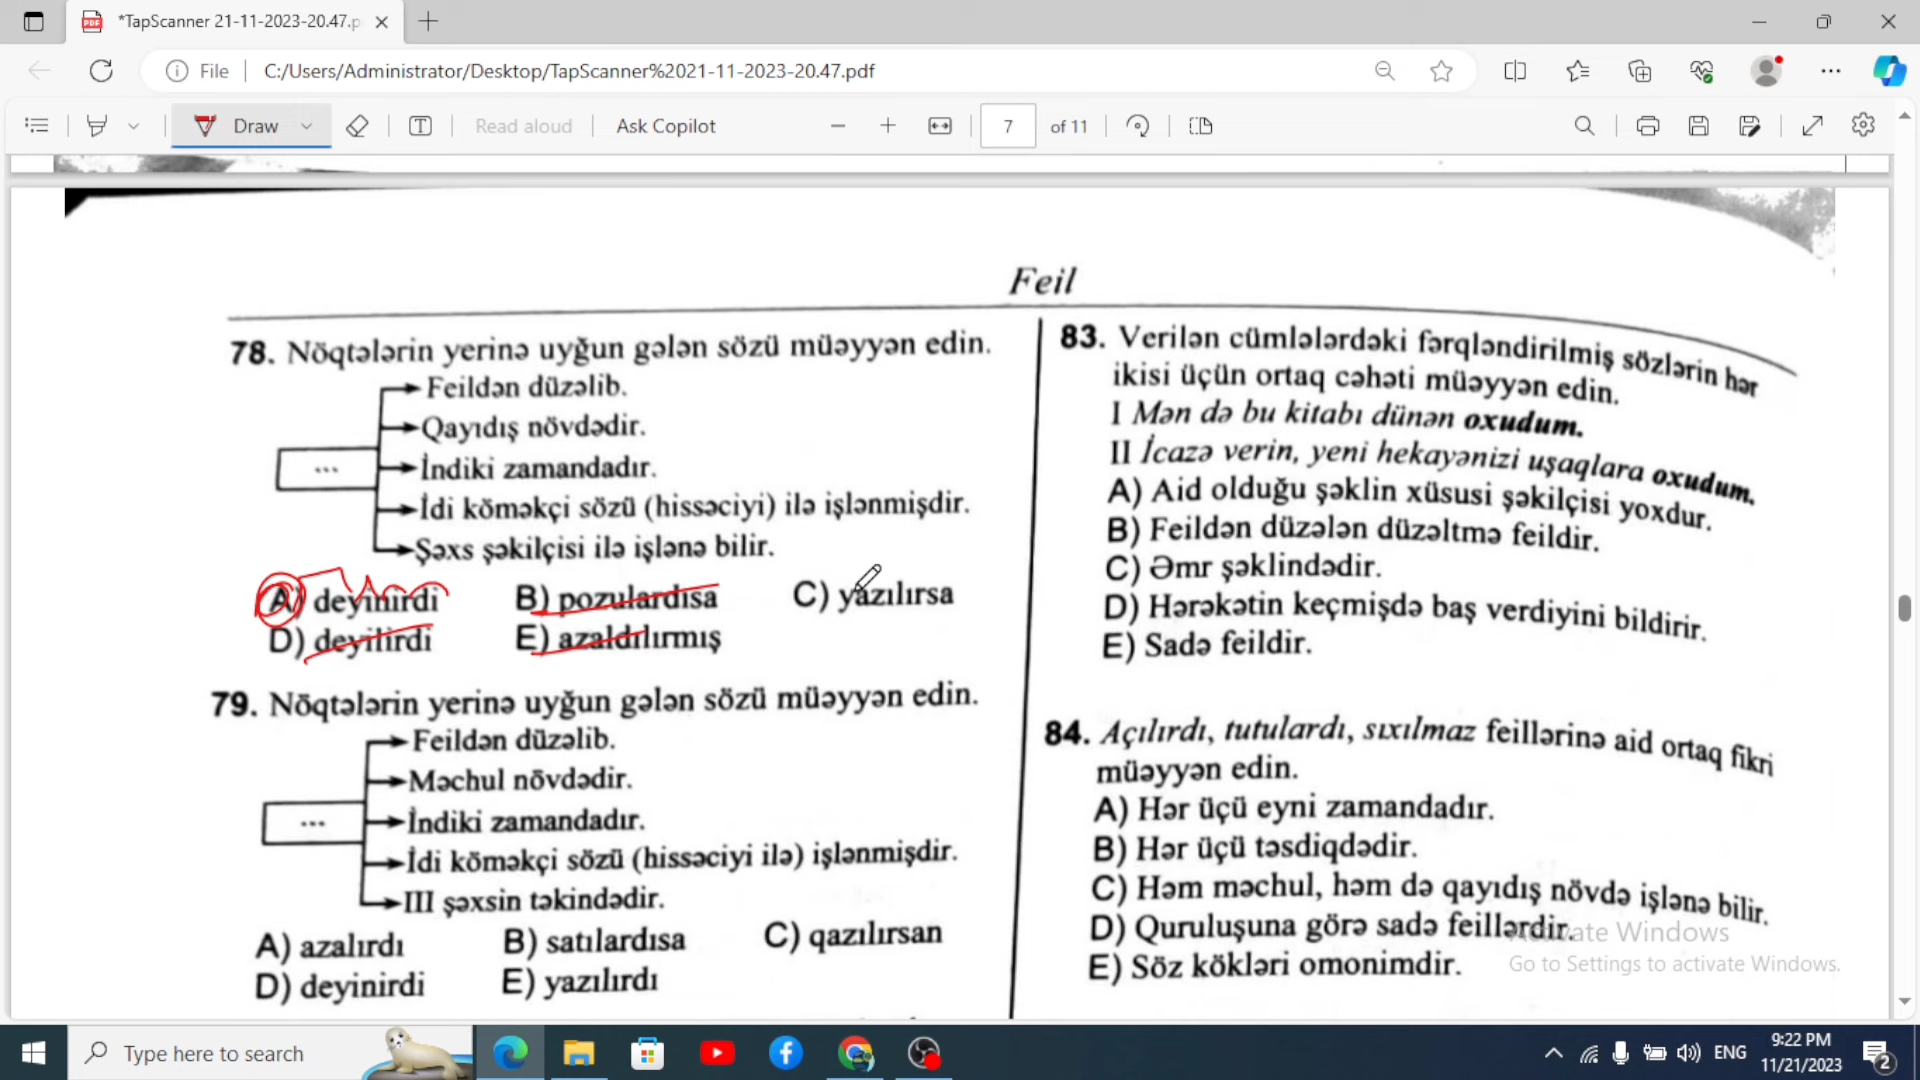 *TapScanner 21-11-2023-20.47.p
File
C:/Users/Administrator/Desktop/TapScanner%2021-11-2023-20.47.pdf
Draw
Read aloud
Ask Copilot
7
of 11
Feil
78. Nöqtələrin yerinə uyğun gələn sözü müəyyən edin.
Feildən düzəlib.
Qayıdış növdədir.
...
İndiki zamandadır.
İdi köməkçi sözü (hissəciyi) ilə işlənmişdir.
Şəxs şəkilçisi ilə işlənə bilir.
A) deyinirdi B) pozulardısa C) yazılırsa
D) deyilirdi E) azaldılırmış
79. Nöqtələrin yerinə uyğun gələn sözü müəyyən edin.
Feildən düzəlib.
Məchul növdədir.
...
İndiki zamandadır.
İdi köməkçi sözü (hissəciyi ilə) işlənmişdir.
III şəxsin təkindədir.
A) azalırdı B) satılardısa C) qazılırsan
D) deyinirdi E) yazılırdı
83. Verilən cümlələrdəki fərqləndirilmiş sözlərin hər
ikisi üçün ortaq cəhəti müəyyən edin.
I Mən də bu kitabı dünən oxudum.
II İcazə verin, yeni hekayənizi uşaqlara oxudum.
A) Aid olduğu şəklin xüsusi şəkilçisi yoxdur.
B) Feildən düzələn düzəltmə feildir.
C) Əmr şəklindədir.
D) Hərəkətin keçmişdə baş verdiyini bildirir.
E) Sadə feildir.
84. Açılırdı, tutulardı, sıxılmaz feillərinə aid ortaq fikri
müəyyən edin.
A) Hər üçü eyni zamandadır.
B) Hər üçü təsdiqdədir.
C) Həm məchul, həm də qayıdış növdə işlənə bilir.
D) Quruluşuna görə sadə feillərdir.
E) Söz kökləri omonimdir.
Activate Windows
Go to Settings to activate Windows.
Type here to search
ENG
9:22 PM
11/21/2023
2